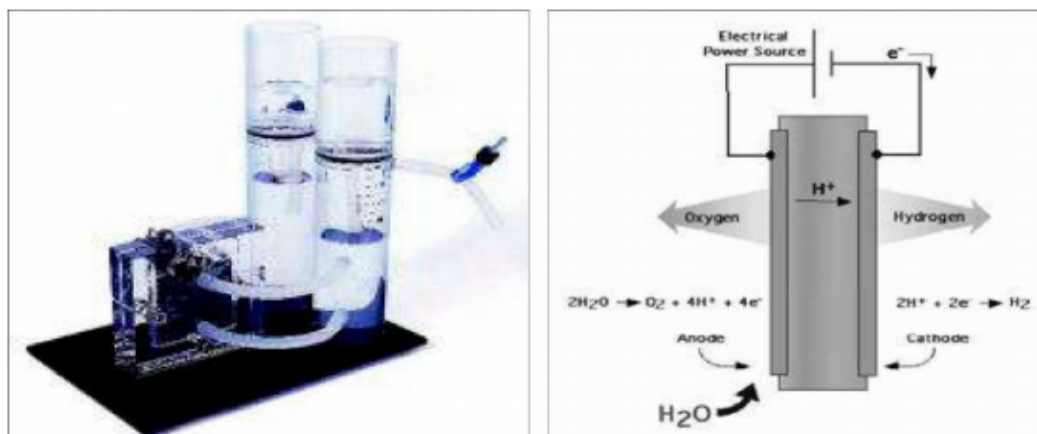 Electrical
Power Source
e⁻
H⁺
Oxygen
Hydrogen
2H₂O → O₂ + 4H⁺ + 4e⁻
2H⁺ + 2e⁻ → H₂
Anode
Cathode
H₂O